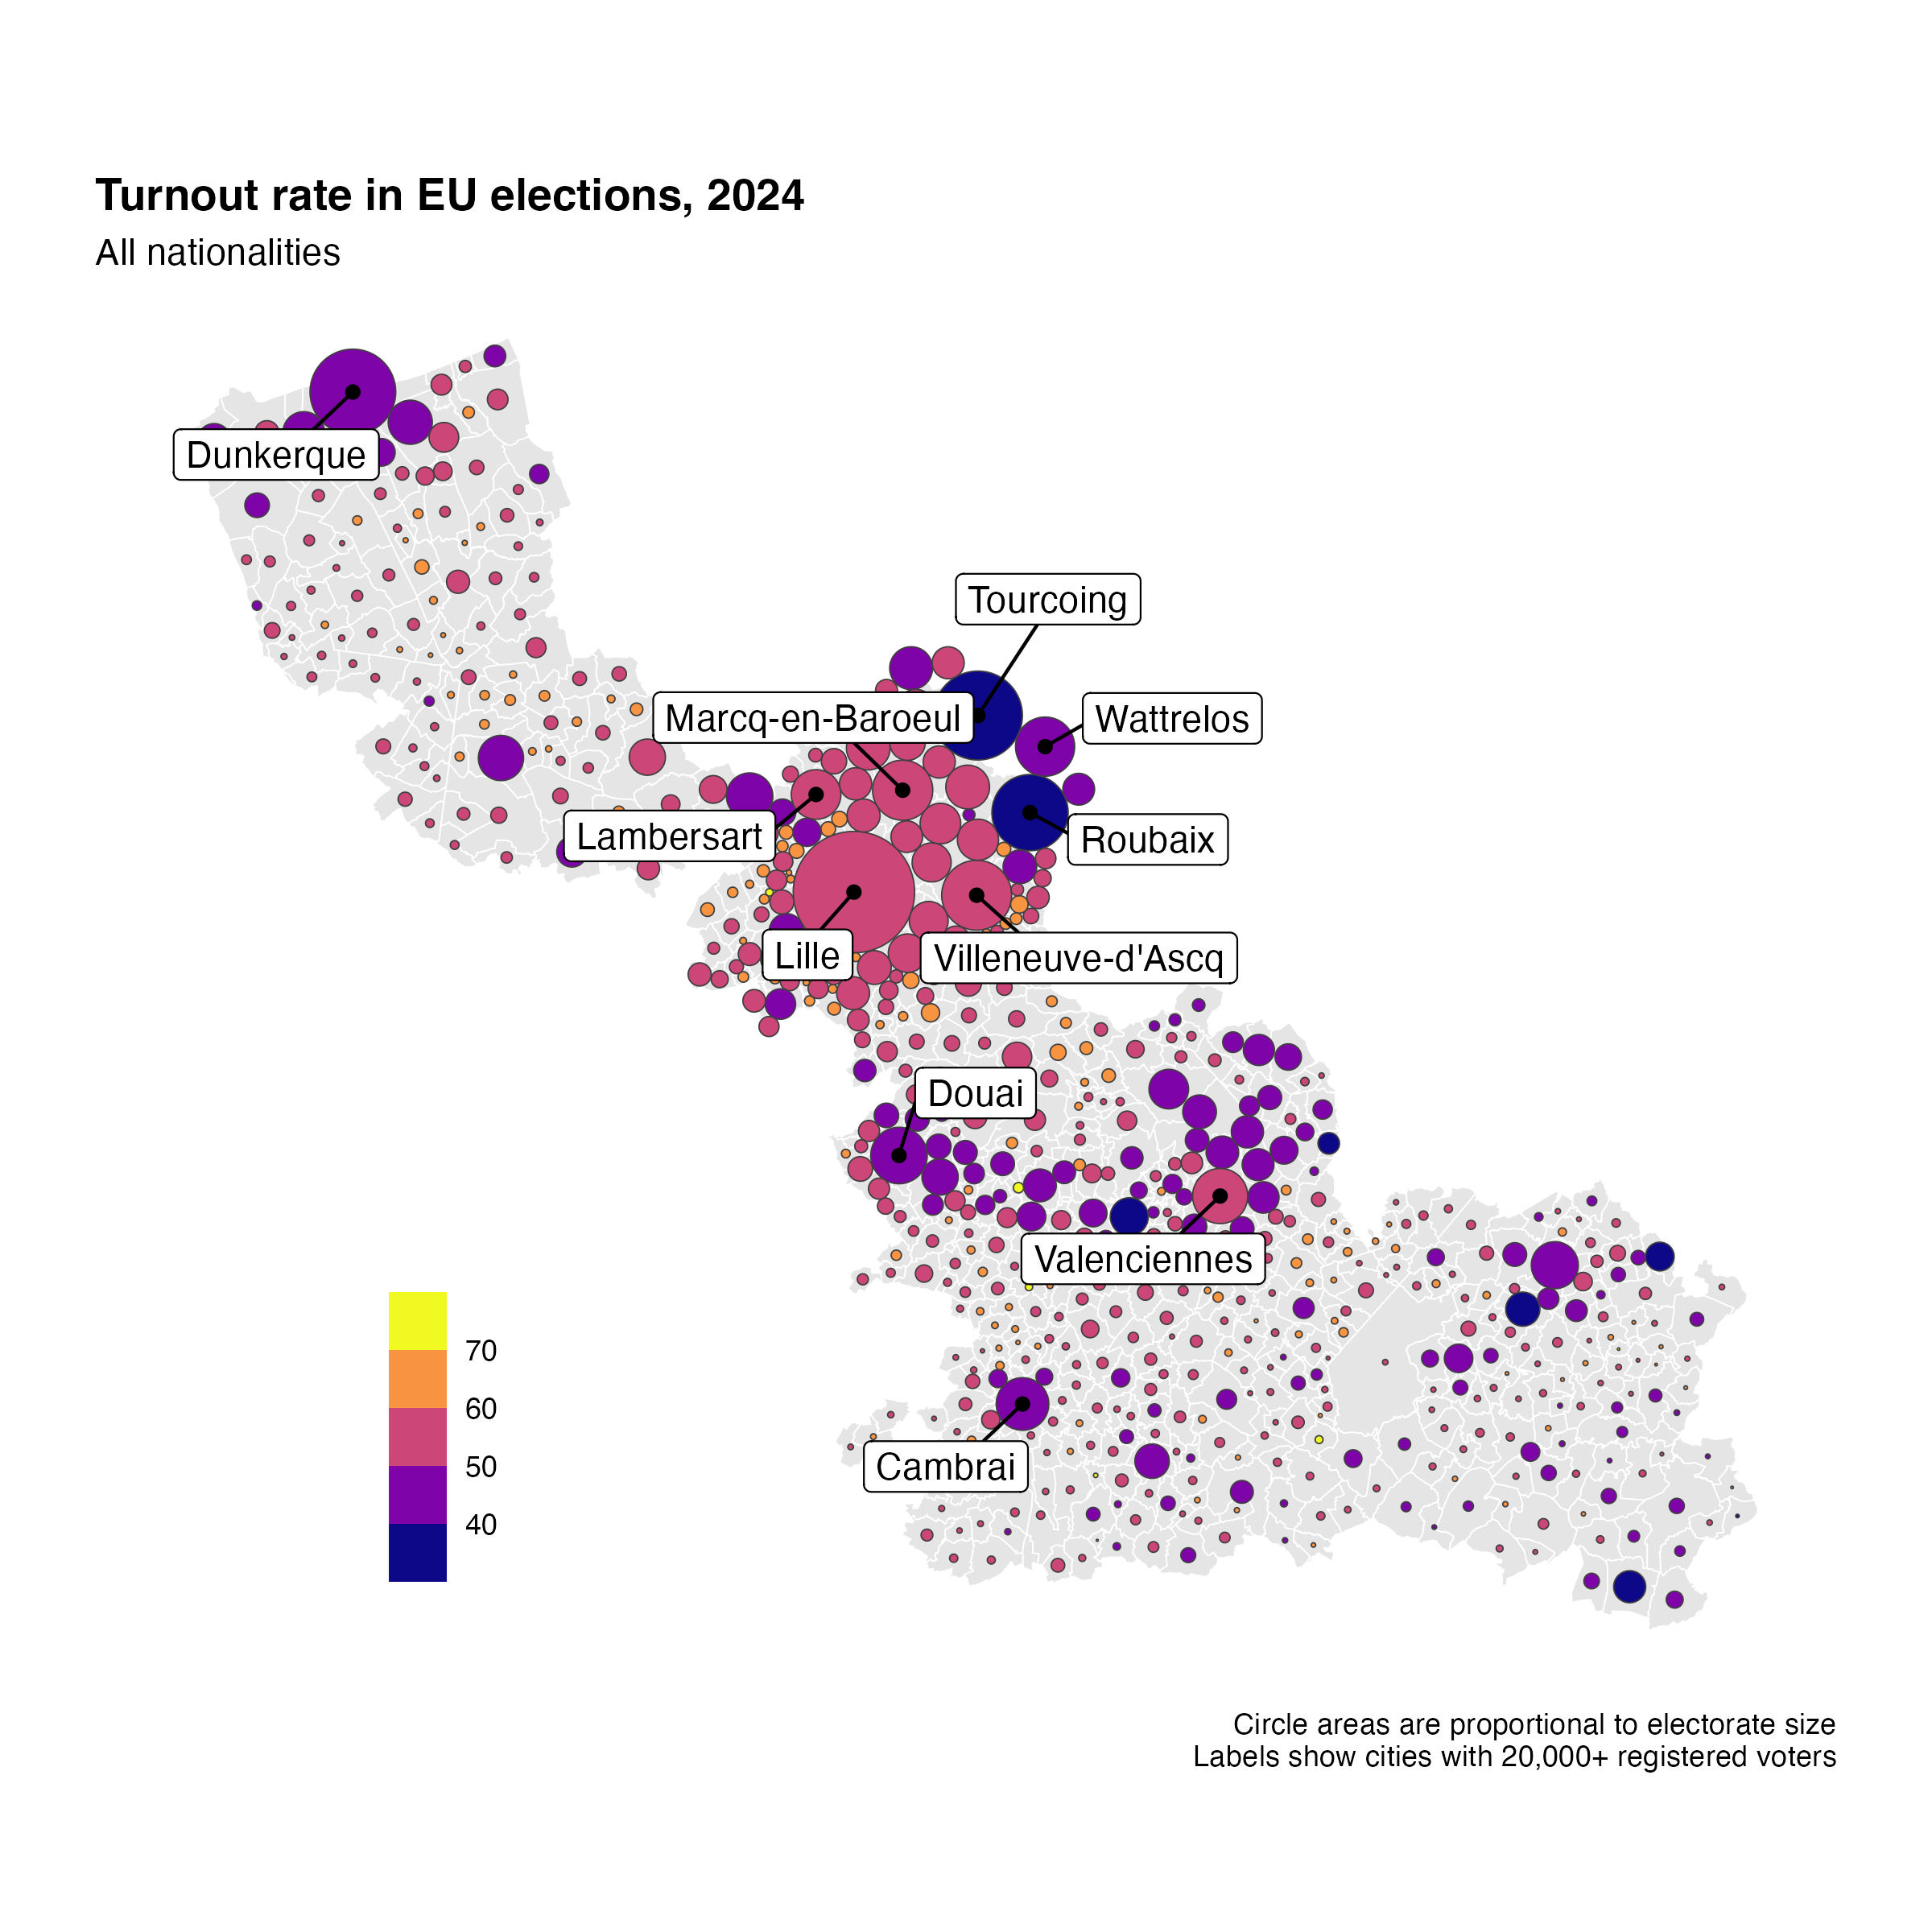 Turnout rate in EU elections, 2024
All nationalities
Dunkerque
Tourcoing
Marcq-en-Baroeul
Wattrelos
Lambersart
Roubaix
Lille
Villeneuve-d'Ascq
Douai
Valenciennes
Cambrai
70
60
50
40
Circle areas are proportional to electorate size
Labels show cities with 20,000+ registered voters